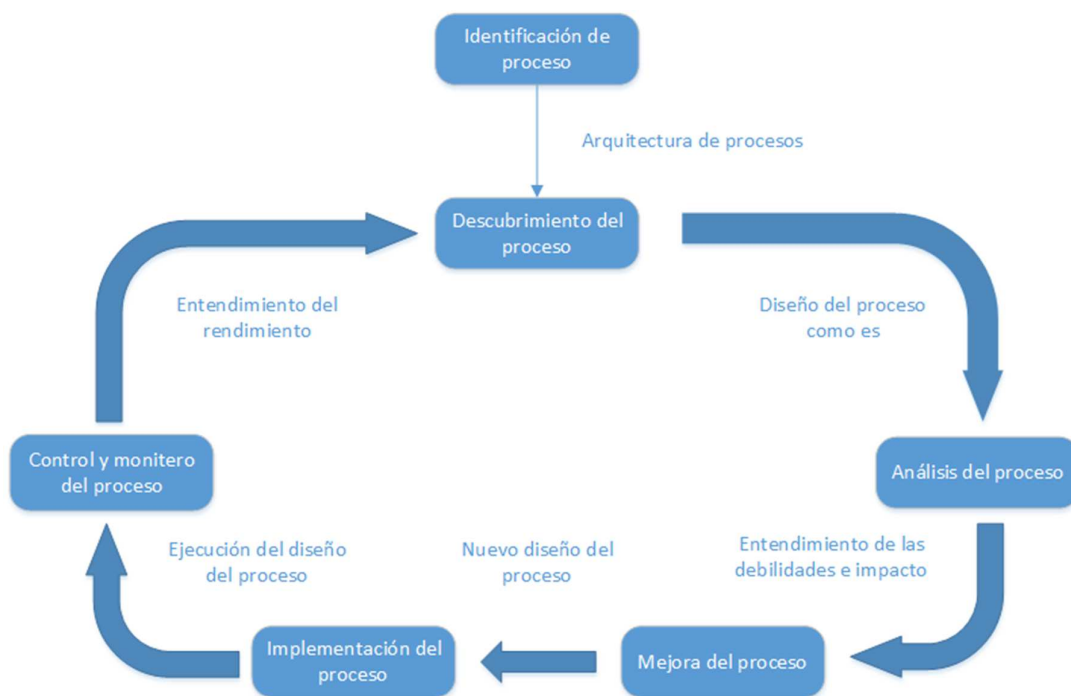 Identificación de
proceso
Arquitectura de procesos
Descubrimiento del
proceso
Entendimiento del
rendimiento
Diseño del proceso
como es
Control y monitero
del proceso
Análisis del proceso
Ejecución del diseño
del proceso
Nuevo diseño del
proceso
Entendimiento de las
debilidades e impacto
Implementación del
proceso
Mejora del proceso